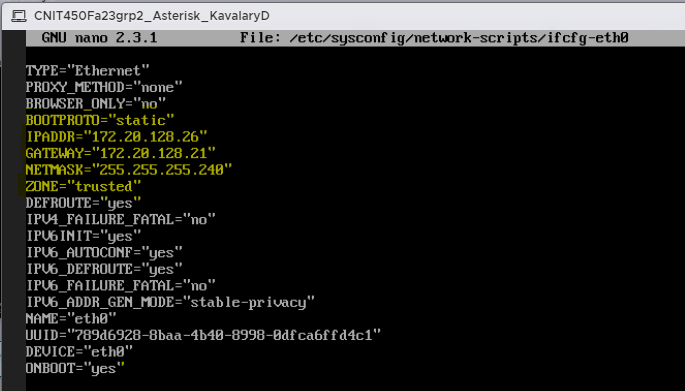 CNIT450Fa23grp2_Asterisk_KavalaryD
GNU nano 2.3.1 File: /etc/sysconfig/network-scripts/ifcfg-eth0
TYPE="Ethernet"
PROXY_METHOD="none"
BROWSER_ONLY="no"
BOOTPROTO="static"
IPADDR="172.20.128.26"
GATEWAY="172.20.128.21"
NETMASK="255.255.255.240"
ZONE="trusted"
DEFROUTE="yes"
IPV4_FAILURE_FATAL="no"
IPV6INIT="yes"
IPV6_AUTOCONF="yes"
IPV6_DEFROUTE="yes"
IPV6_FAILURE_FATAL="no"
IPV6_ADDR_GEN_MODE="stable-privacy"
NAME="eth0"
UUID="789d6928-8baa-4b40-8998-0dfca6ffd4c1"
DEVICE="eth0"
ONBOOT="yes"